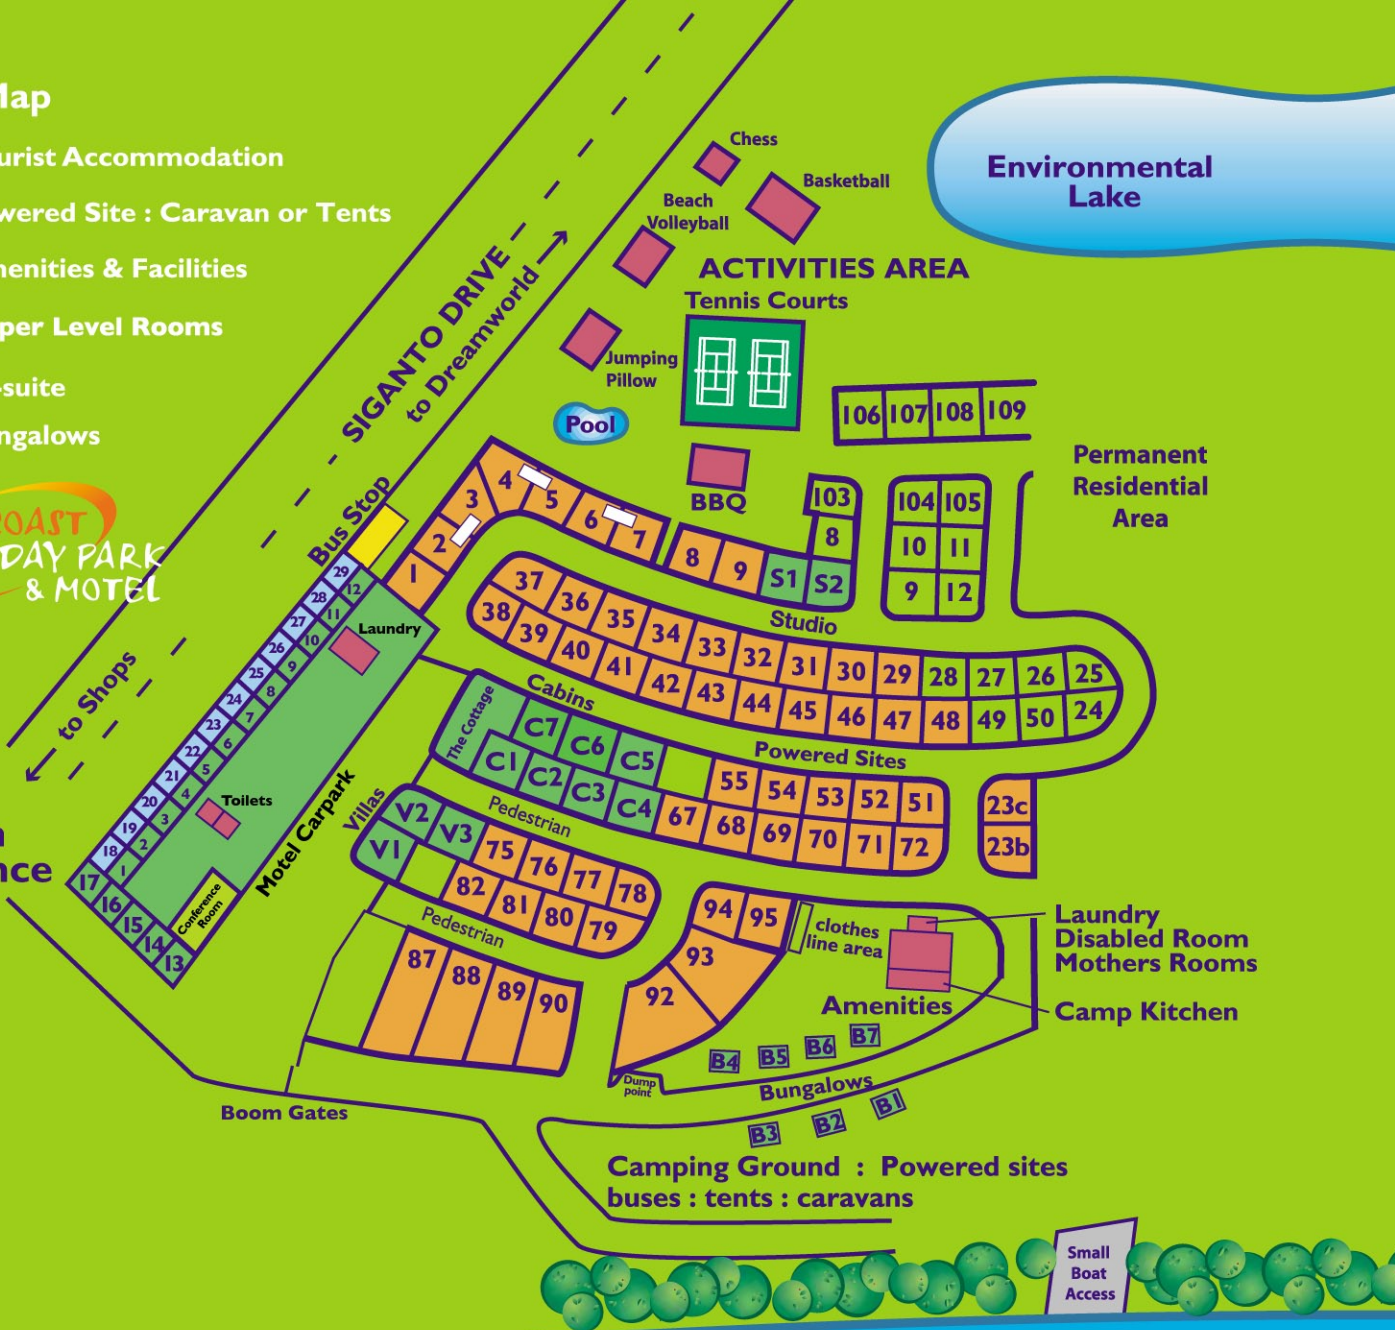 Map
urist Accommodation
wered Site : Caravan or Tents
enities & Facilities
per Level Rooms
-suite
ngalows
OAST
DAY PARK
& MOTEL
nce
SIGANTO DRIVE
to Dreamworld
to Shops
Bus Stop
Chess
Basketball
Beach
Volleyball
ACTIVITIES AREA
Tennis Courts
Jumping
Pillow
Pool
BBQ
Environmental
Lake
106 107 108 109
Permanent
Residential
Area
103
8
104 105
10 11
9 12
1 2 3 4 5 6 7
8 9 S1 S2
Studio
37 36 35 34 33 32 31 30 29 28 27 26 25
38 39 40 41 42 43 44 45 46 47 48 49 50 24
Cabins
Powered Sites
The Cottage
C7 C6 C5
C1 C2 C3 C4
55 54 53 52 51
67 68 69 70 71 72
23c
23b
Laundry
29 28 27 26 25 24 23 22 21 20 19 18
12 11 10 9 8 7 6 5 4 3 2 1
17 16 15 14 13
Toilets
Conference
Room
Motel Carpark
Villas
Pedestrian
V2 V3 75 76 77 78
V1 82 81 80 79
Pedestrian
87 88 89 90
94 95
93
92
clothes
line area
Amenities
Laundry
Disabled Room
Mothers Rooms
Camp Kitchen
B4 B5 B6 B7
Dump
point
Bungalows
B3 B2 B1
Boom Gates
Camping Ground : Powered sites
buses : tents : caravans
Small
Boat
Access